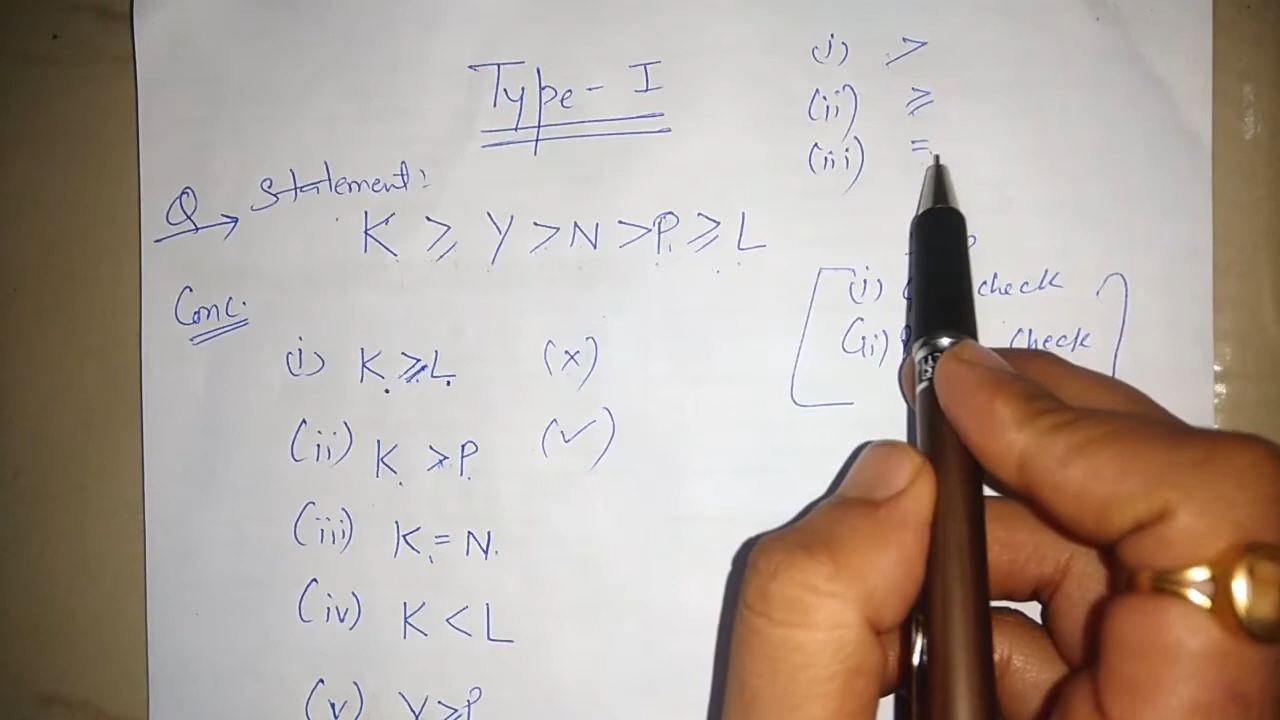 Type- I
(i) >
(ii) ≥
(iii) =
Q → Statement:
K ≥ Y > N > P ≥ L
Conc.
(i) K ≥ L (x)
(ii) K > P (✓)
(iii) K = N.
(iv) K < L
(v) Y > P
(i) check
(ii) check